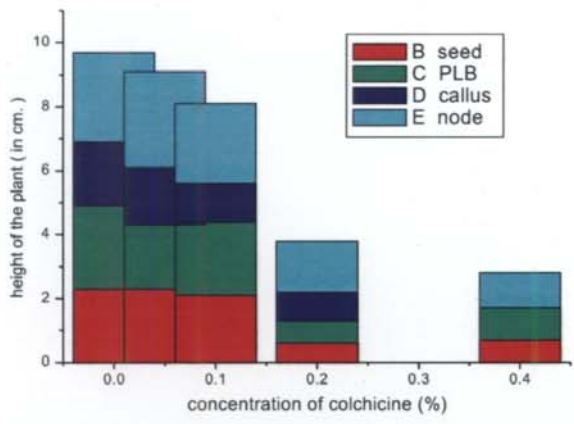 10
8
6
4
2
0
height of the plant ( in cm. )
B seed
C PLB
D callus
E node
0.0 0.1 0.2 0.3 0.4
concentration of colchicine (%)